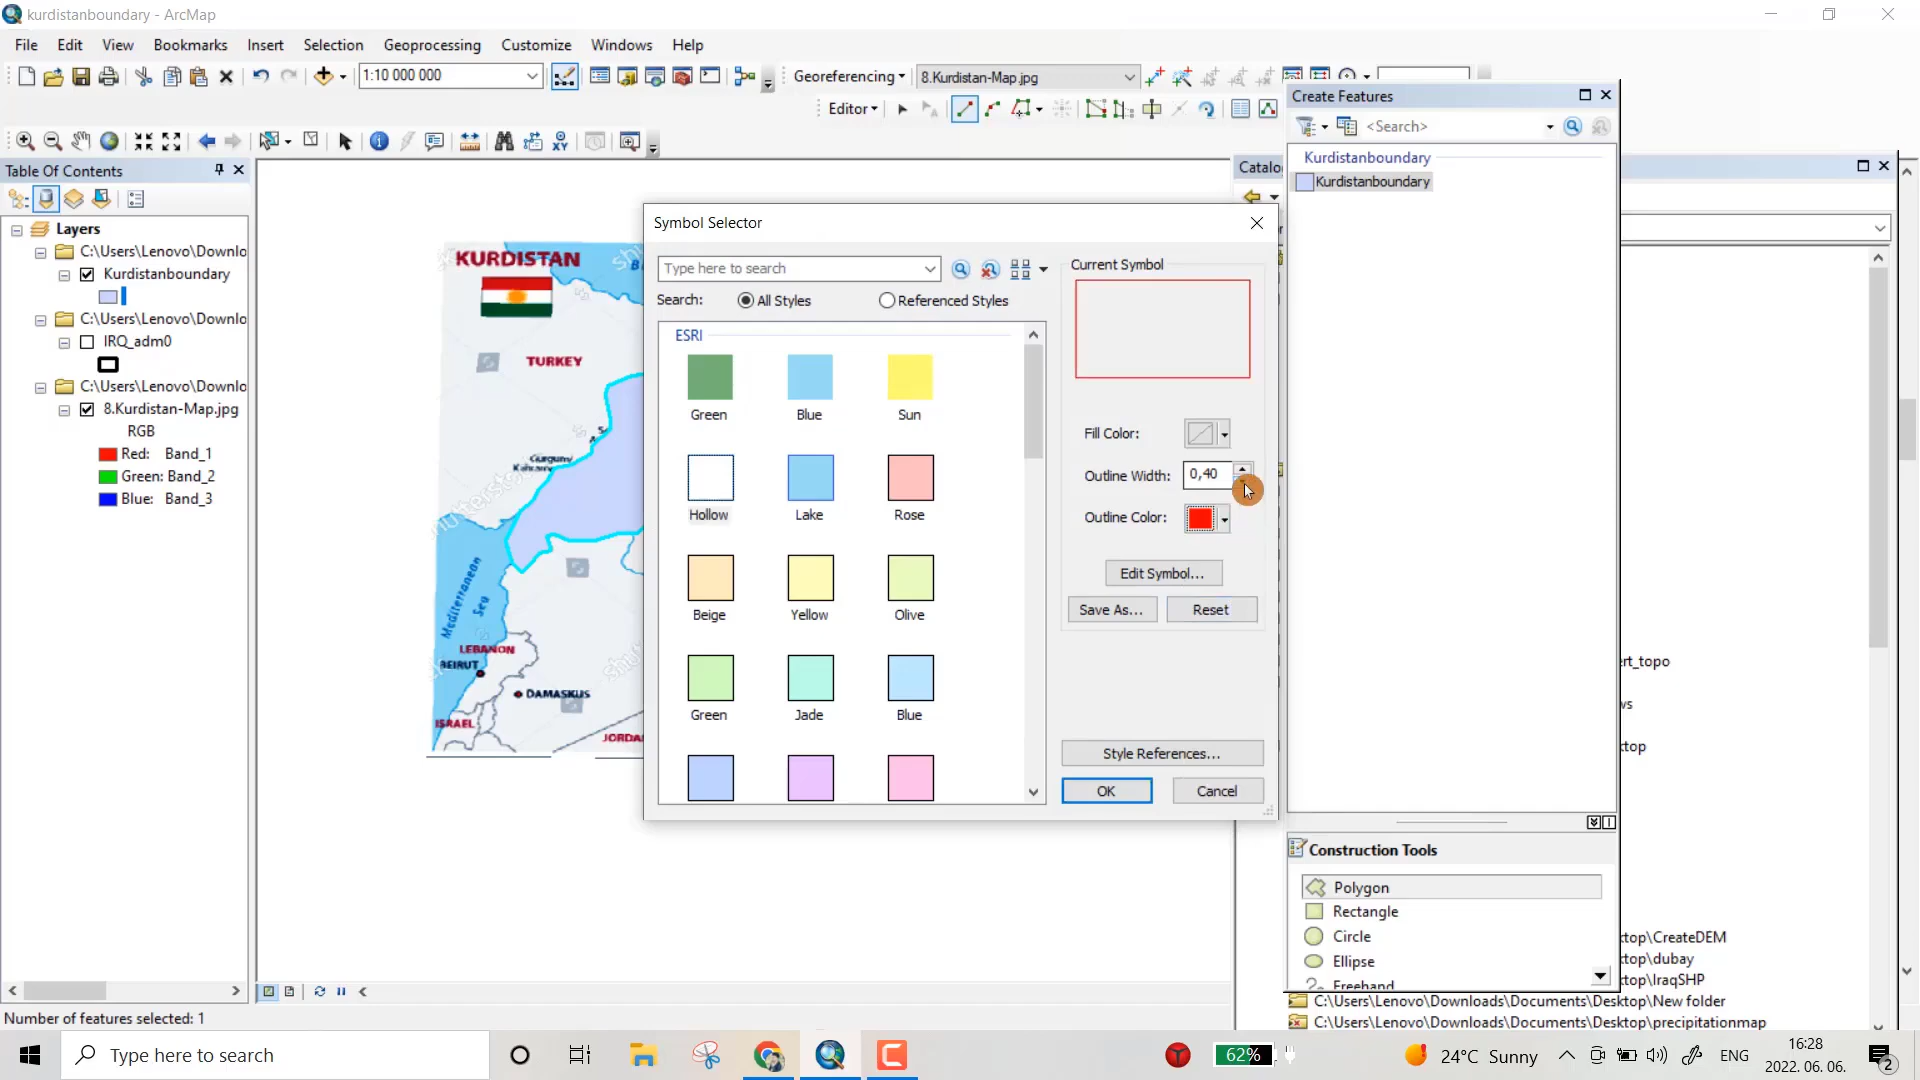 kurdistanboundary - ArcMap
File Edit View Bookmarks Insert Selection Geoprocessing Customize Windows Help
1:10 000 000
Georeferencing
8.Kurdistan-Map.jpg
Editor
Create Features
<Search>
Kurdistanboundary
Kurdistanboundary
Table Of Contents
Layers
C:\Users\Lenovo\Downlo
Kurdistanboundary
C:\Users\Lenovo\Downlo
IRQ_adm0
C:\Users\Lenovo\Downlo
8.Kurdistan-Map.jpg
RGB
Red: Band_1
Green: Band_2
Blue: Band_3
Catalo
KURDISTAN
TURKEY
Mediterranean
Sea
LEBANON
BEIRUT
DAMASKUS
ISRAEL
JORDA
Symbol Selector
Type here to search
Search: All Styles Referenced Styles
ESRI
Green Blue Sun
Hollow Lake Rose
Beige Yellow Olive
Green Jade Blue
Current Symbol
Fill Color:
Outline Width: 0,40
Outline Color:
Edit Symbol...
Save As... Reset
Style References...
OK Cancel
Construction Tools
Polygon
Rectangle
Circle
Ellipse
Freehand
rt_topo
vs
top
top\CreateDEM
top\dubay
top\IraqSHP
C:\Users\Lenovo\Downloads\Documents\Desktop\New folder
C:\Users\Lenovo\Downloads\Documents\Desktop\precipitationmap
Number of features selected: 1
Type here to search
62%
24°C Sunny
ENG
16:28
2022. 06. 06.
2